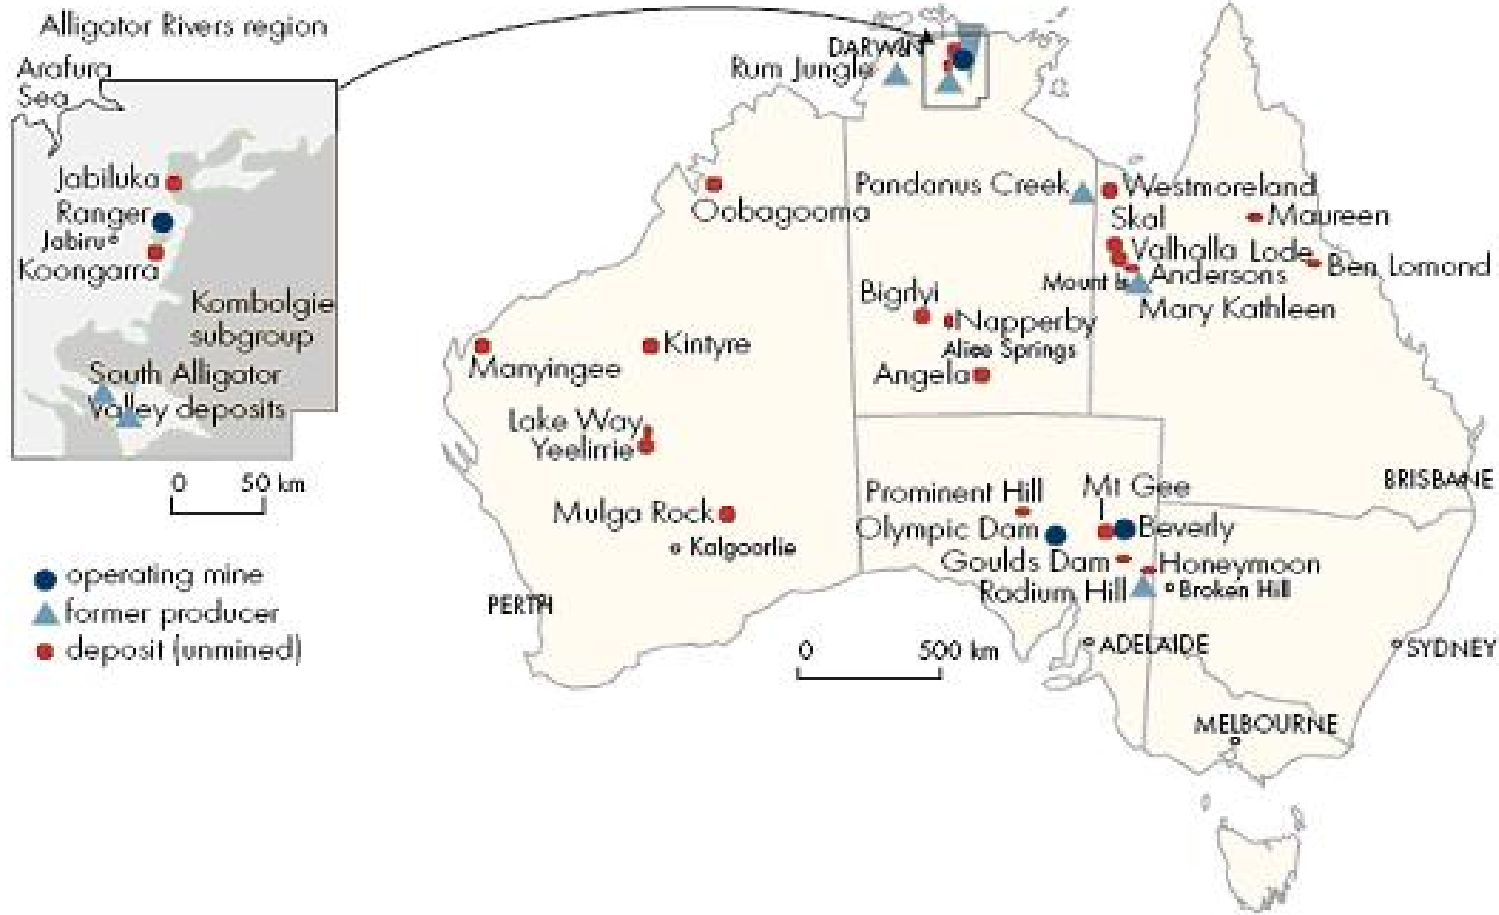 Alligator Rivers region
Arafura
Sea
Jabiluka
Ranger
Jabiru
Koongarra
Kombolgie
subgroup
South Alligator
Valley deposits
0 50 km
operating mine
former producer
deposit (unmined)
DARWIN
Rum Jungle
Oobagooma
Pandanus Creek
Westmoreland
Skal
Maureen
Valhalla Lode
Ben Lomond
Andersons
Mount Is
Mary Kathleen
Bigrlyi
Napperby
Alice Springs
Angela
Kintyre
Manyingee
Lake Way
Yeelirrie
Mulga Rock
Kalgoorlie
PERTH
Prominent Hill
Mt Gee
Olympic Dam
Beverly
Goulds Dam
Honeymoon
Radium Hill
Broken Hill
BRISBANE
0 500 km
ADELAIDE
SYDNEY
MELBOURNE